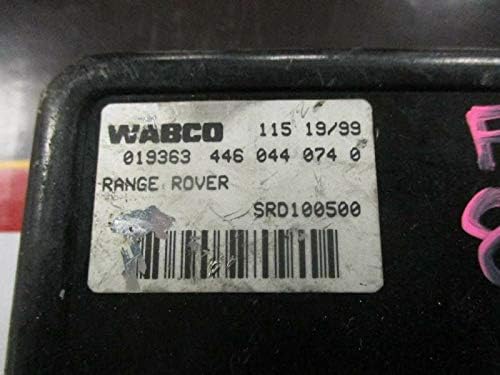 WABCO 115 19/99
019363 446 044 074 0
RANGE ROVER
SRD100500